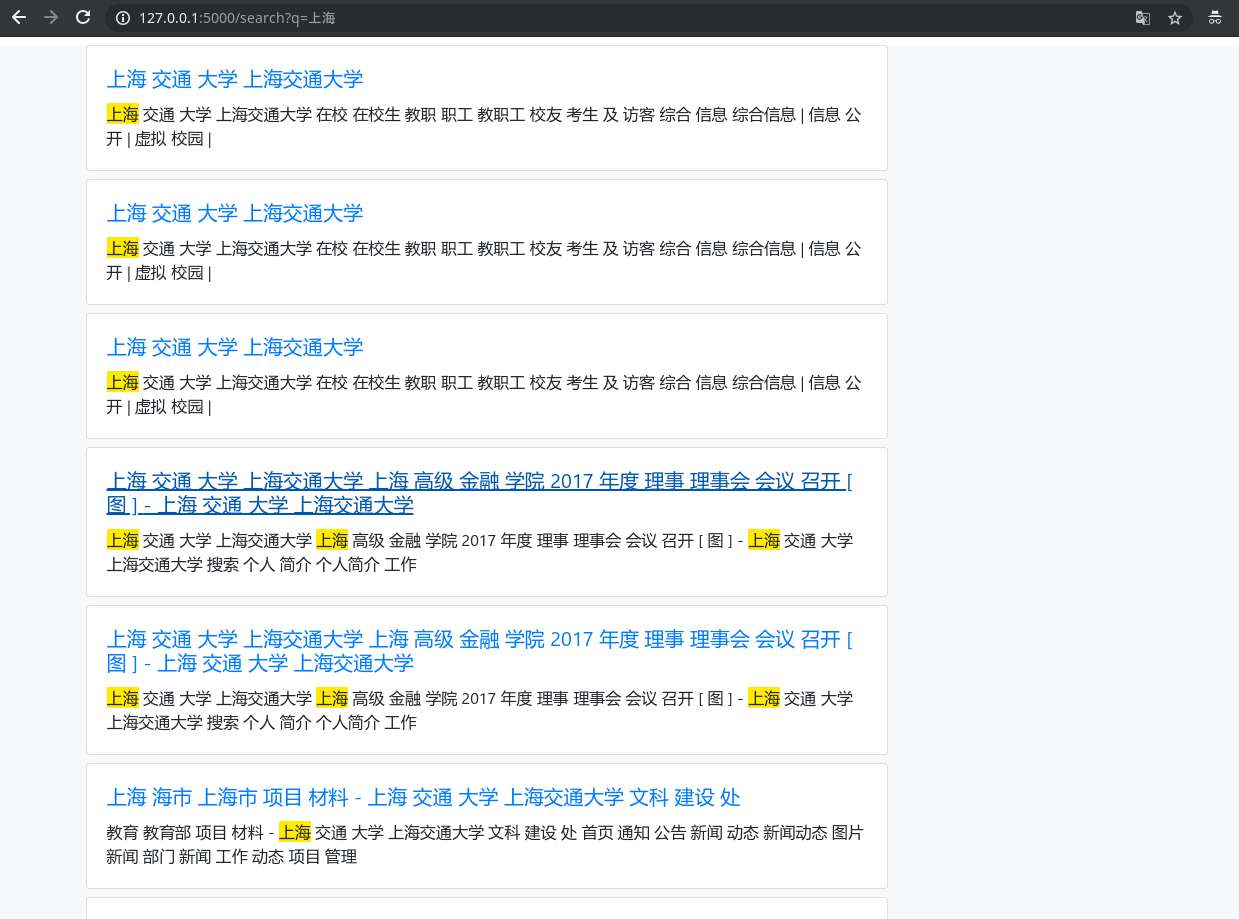 127.0.0.1:5000/search?q=上海
上海 交通 大学 上海交通大学
上海 交通 大学 上海交通大学 在校 在校生 教职 职工 教职工 校友 考生 及 访客 综合 信息 综合信息 | 信息 公
开 | 虚拟 校园 |
上海 交通 大学 上海交通大学
上海 交通 大学 上海交通大学 在校 在校生 教职 职工 教职工 校友 考生 及 访客 综合 信息 综合信息 | 信息 公
开 | 虚拟 校园 |
上海 交通 大学 上海交通大学
上海 交通 大学 上海交通大学 在校 在校生 教职 职工 教职工 校友 考生 及 访客 综合 信息 综合信息 | 信息 公
开 | 虚拟 校园 |
上海 交通 大学 上海交通大学 上海 高级 金融 学院 2017 年度 理事 理事会 会议 召开 [
图 ] - 上海 交通 大学 上海交通大学
上海 交通 大学 上海交通大学 上海 高级 金融 学院 2017 年度 理事 理事会 会议 召开 [ 图 ] - 上海 交通 大学
上海交通大学 搜索 个人 简介 个人简介 工作
上海 交通 大学 上海交通大学 上海 高级 金融 学院 2017 年度 理事 理事会 会议 召开 [
图 ] - 上海 交通 大学 上海交通大学
上海 交通 大学 上海交通大学 上海 高级 金融 学院 2017 年度 理事 理事会 会议 召开 [ 图 ] - 上海 交通 大学
上海交通大学 搜索 个人 简介 个人简介 工作
上海 海市 上海市 项目 材料 - 上海 交通 大学 上海交通大学 文科 建设 处
教育 教育部 项目 材料 - 上海 交通 大学 上海交通大学 文科 建设 处 首页 通知 公告 新闻 动态 新闻动态 图片
新闻 部门 新闻 工作 动态 项目 管理